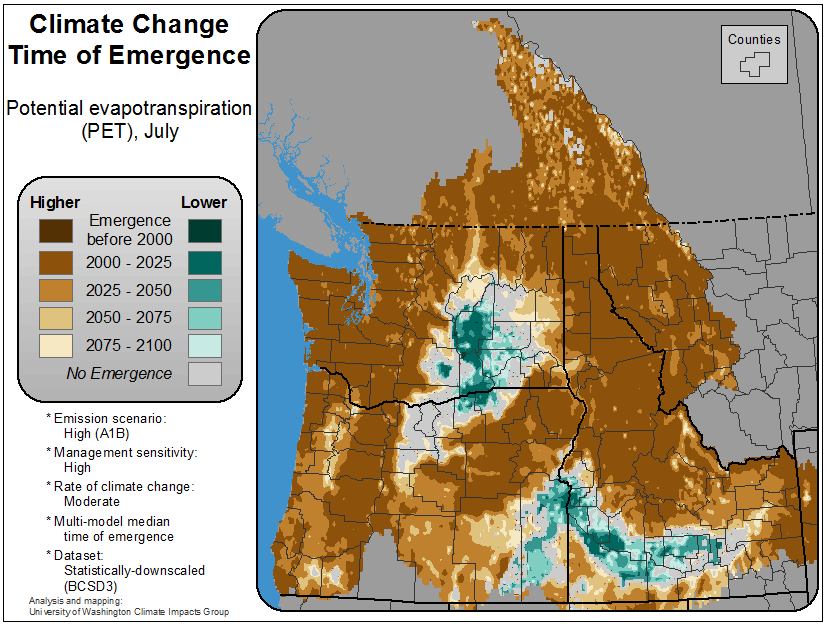 Climate Change
Time of Emergence
Potential evapotranspiration
(PET), July
Higher
Lower
Emergence
before 2000
2000 - 2025
2025 - 2050
2050 - 2075
2075 - 2100
No Emergence
* Emission scenario:
High (A1B)
* Management sensitivity:
High
* Rate of climate change:
Moderate
* Multi-model median
time of emergence
* Dataset:
Statistically-downscaled
(BCSD3)
Analysis and mapping:
University of Washington Climate Impacts Group
Counties